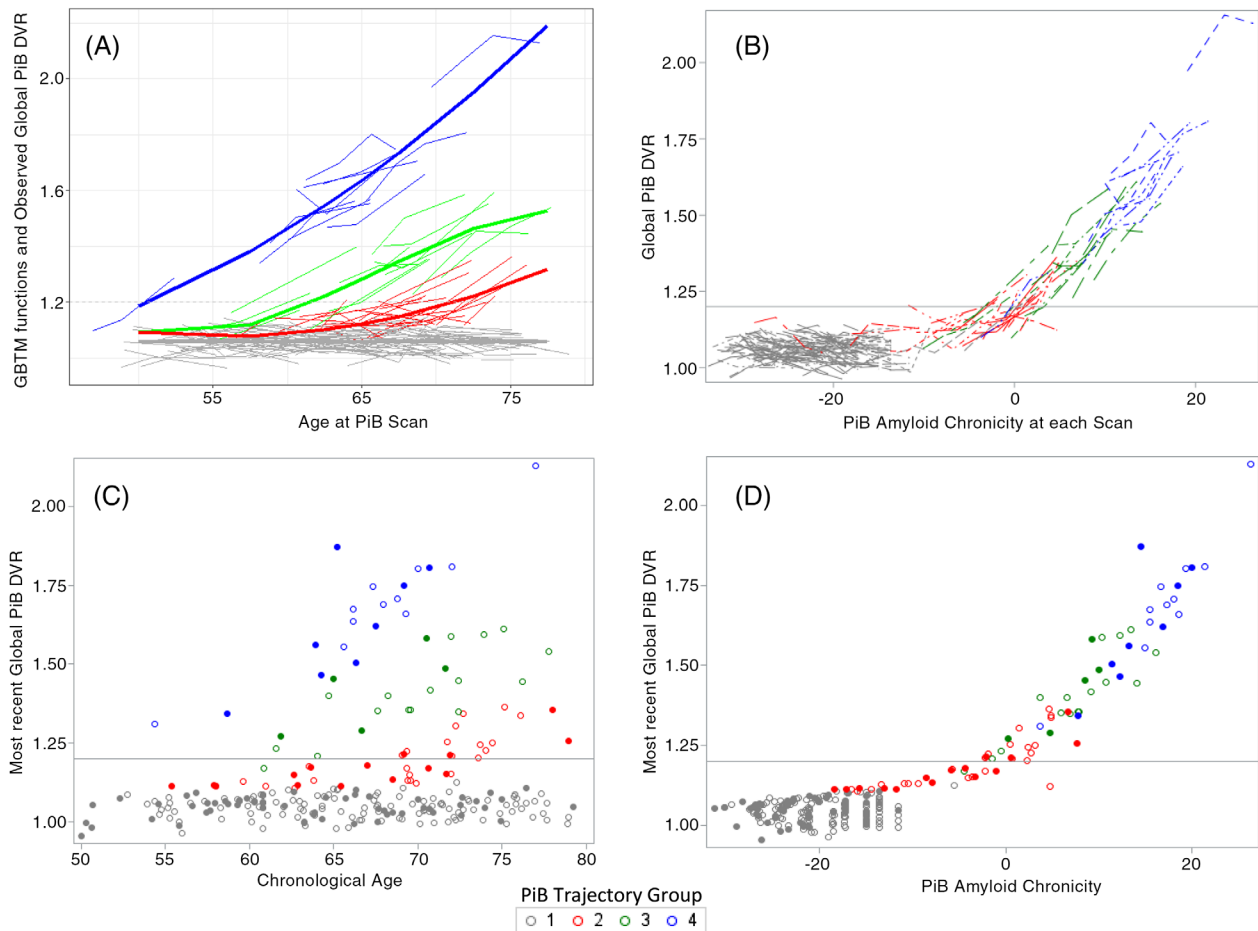 (A)
GBTM functions and Observed Global PiB DVR
2.0
1.6
1.2
55
65
75
Age at PiB Scan
(B)
Global PiB DVR
2.00
1.75
1.50
1.25
1.00
-20
0
20
PiB Amyloid Chronicity at each Scan
(C)
Most recent Global PiB DVR
2.00
1.75
1.50
1.25
1.00
50
55
60
65
70
75
80
Chronological Age
(D)
Most recent Global PiB DVR
2.00
1.75
1.50
1.25
1.00
-20
0
20
PiB Amyloid Chronicity
PiB Trajectory Group
1 2 3 4